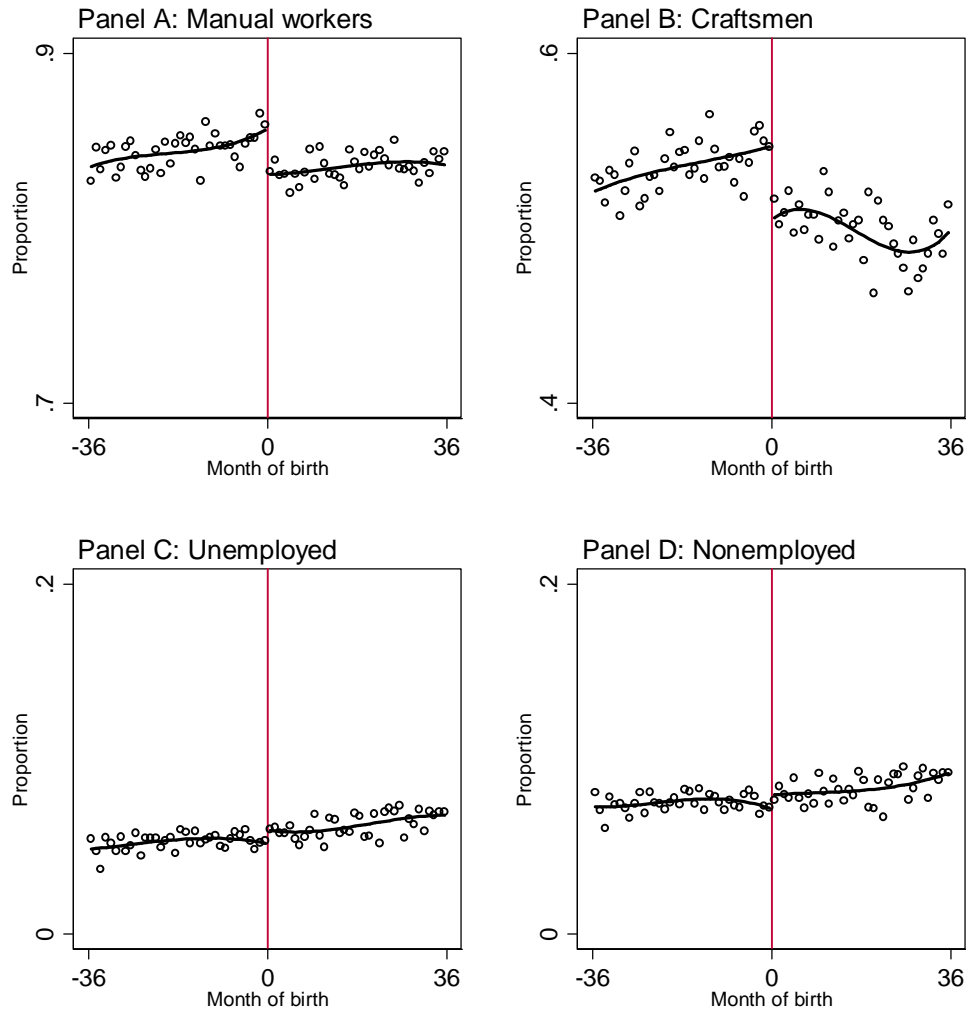 Panel A: Manual workers
.9
.7
Proportion
-36 0 36
Month of birth
Panel B: Craftsmen
.6
.4
Proportion
-36 0 36
Month of birth
Panel C: Unemployed
.2
0
Proportion
-36 0 36
Month of birth
Panel D: Nonemployed
.2
0
Proportion
-36 0 36
Month of birth